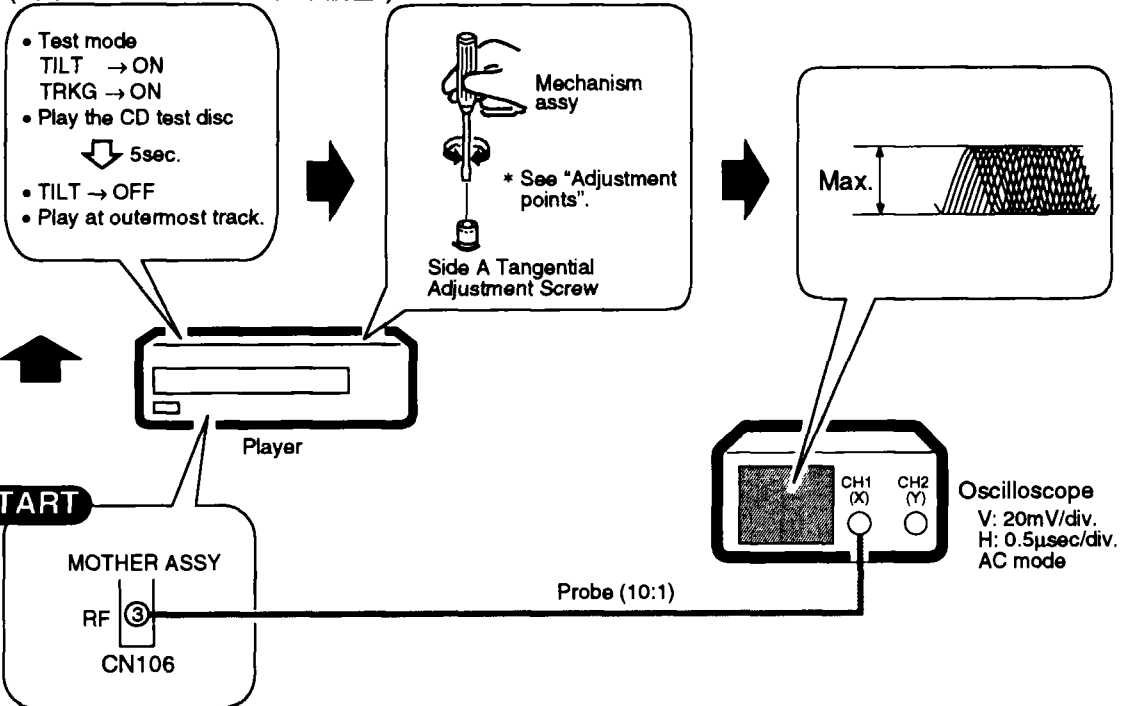 • Test mode
TILT → ON
TRKG → ON
• Play the CD test disc
5sec.
• TILT → OFF
• Play at outermost track.
Mechanism
assy
* See "Adjustment
points".
Side A Tangential
Adjustment Screw
Max.
Player
CH1
(X)
CH2
(Y)
Oscilloscope
V: 20mV/div.
H: 0.5μsec/div.
AC mode
TART
MOTHER ASSY
RF ③
CN106
Probe (10:1)